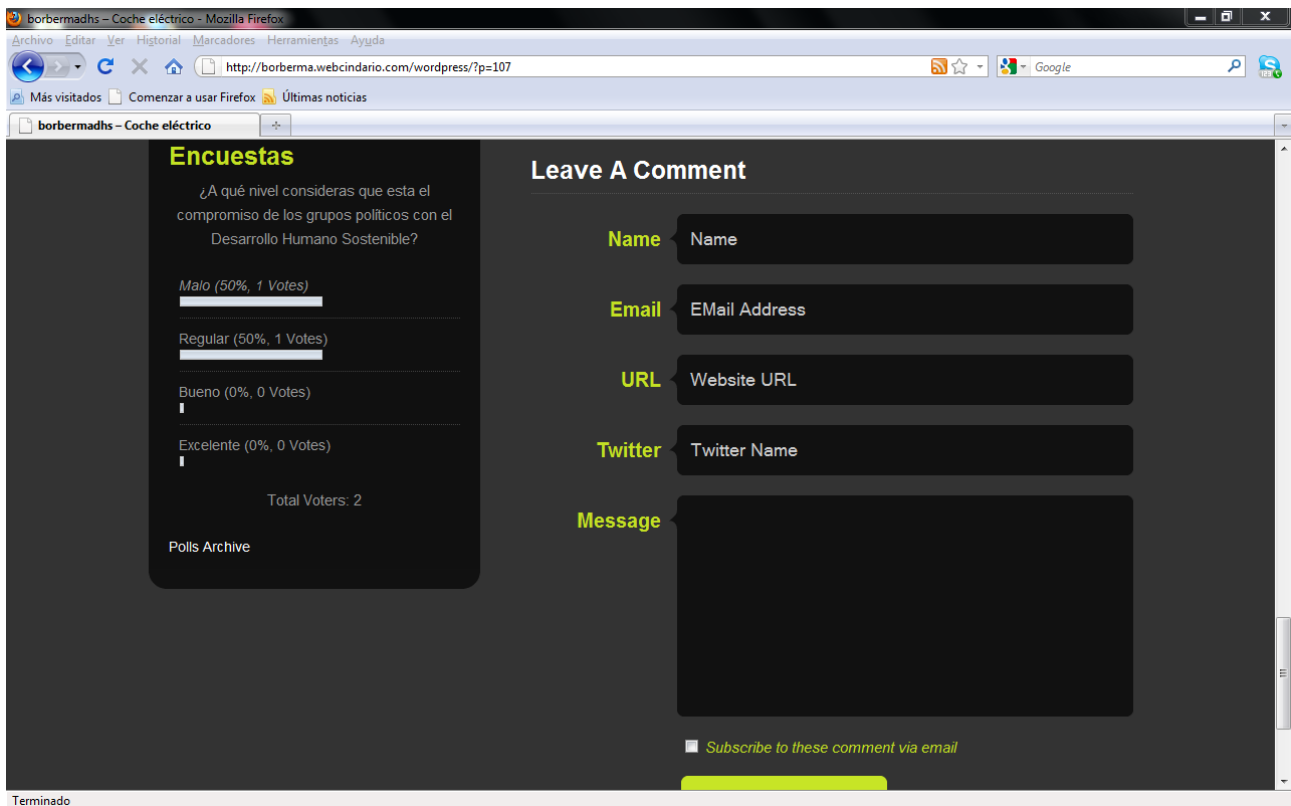 borbermadhs – Coche eléctrico - Mozilla Firefox
Archivo Editar Ver Historial Marcadores Herramientas Ayuda
http://borberma.webcindario.com/wordpress/?p=107
Google
Más visitados Comenzar a usar Firefox Últimas noticias
borbermadhs – Coche eléctrico
Encuestas
¿A qué nivel consideras que esta el
compromiso de los grupos políticos con el
Desarrollo Humano Sostenible?
Malo (50%, 1 Votes)
Regular (50%, 1 Votes)
Bueno (0%, 0 Votes)
Excelente (0%, 0 Votes)
Total Voters: 2
Polls Archive
Leave A Comment
Name Name
Email EMail Address
URL Website URL
Twitter Twitter Name
Message
Subscribe to these comment via email
Terminado